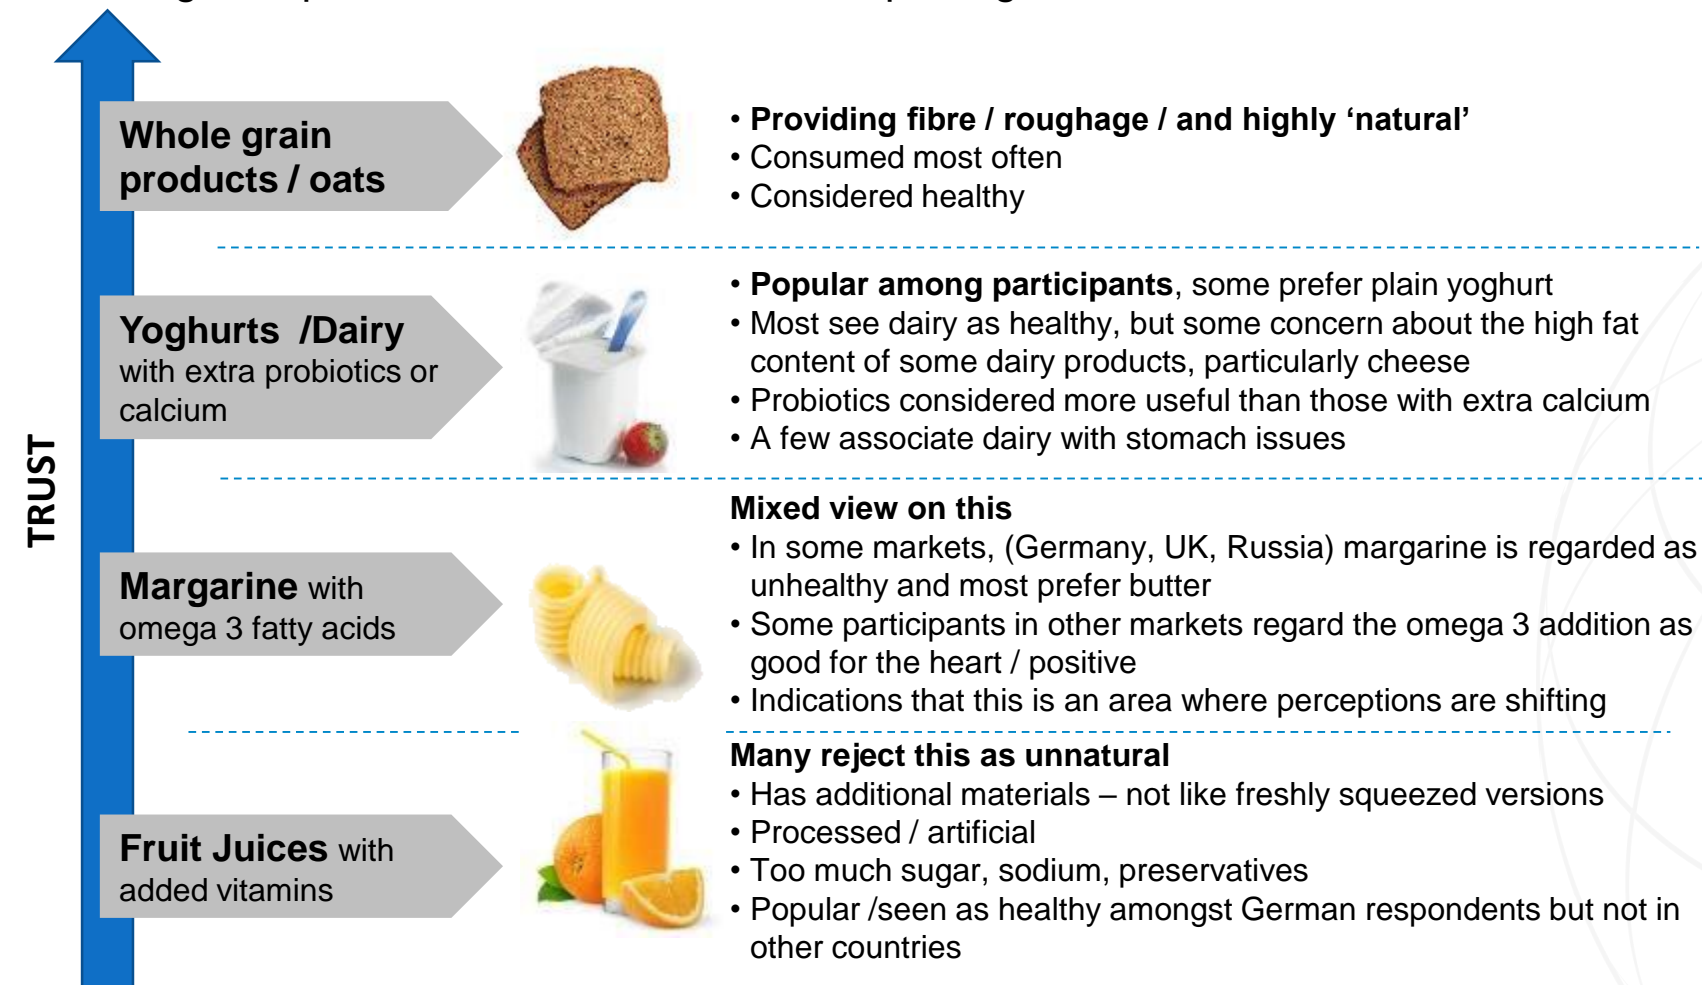 TRUST
Whole grain
products / oats
• Providing fibre / roughage / and highly ‘natural’
• Consumed most often
• Considered healthy
Yoghurts /Dairy
with extra probiotics or
calcium
• Popular among participants, some prefer plain yoghurt
• Most see dairy as healthy, but some concern about the high fat
content of some dairy products, particularly cheese
• Probiotics considered more useful than those with extra calcium
• A few associate dairy with stomach issues
Margarine with
omega 3 fatty acids
Mixed view on this
• In some markets, (Germany, UK, Russia) margarine is regarded as
unhealthy and most prefer butter
• Some participants in other markets regard the omega 3 addition as
good for the heart / positive
• Indications that this is an area where perceptions are shifting
Fruit Juices with
added vitamins
Many reject this as unnatural
• Has additional materials – not like freshly squeezed versions
• Processed / artificial
• Too much sugar, sodium, preservatives
• Popular /seen as healthy amongst German respondents but not in
other countries